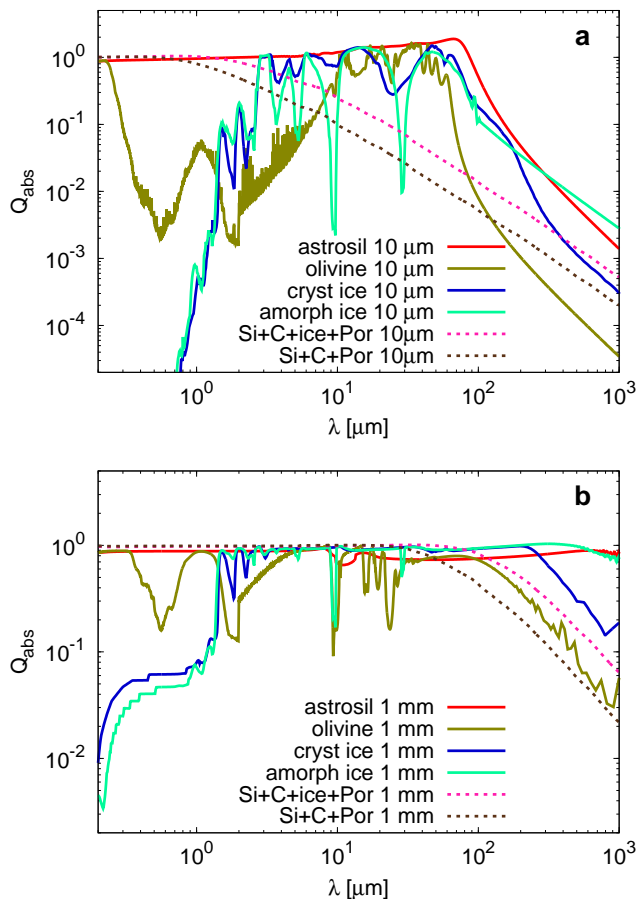 a
10^0
10^-1
10^-2
10^-3
10^-4
Q_abs
astrosil 10 μm
olivine 10 μm
cryst ice 10 μm
amorph ice 10 μm
Si+C+ice+Por 10μm
Si+C+Por 10μm
10^0 10^1 10^2 10^3
λ [μm]
b
10^0
10^-1
10^-2
Q_abs
astrosil 1 mm
olivine 1 mm
cryst ice 1 mm
amorph ice 1 mm
Si+C+ice+Por 1 mm
Si+C+Por 1 mm
10^0 10^1 10^2 10^3
λ [μm]